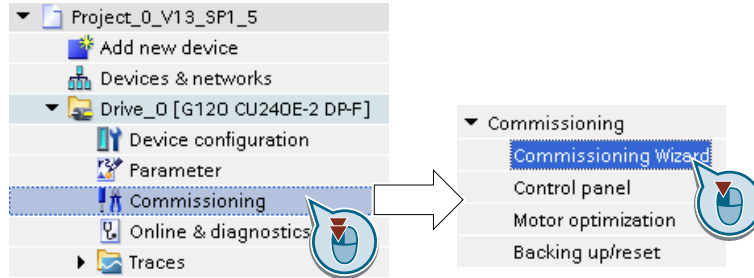 Project_0_V13_SP1_5
Add new device
Devices & networks
Drive_0 [G120 CU240E-2 DP-F]
Device configuration
Parameter
Commissioning
Online & diagnostics
Traces
Commissioning
Commissioning Wizard
Control panel
Motor optimization
Backing up/reset